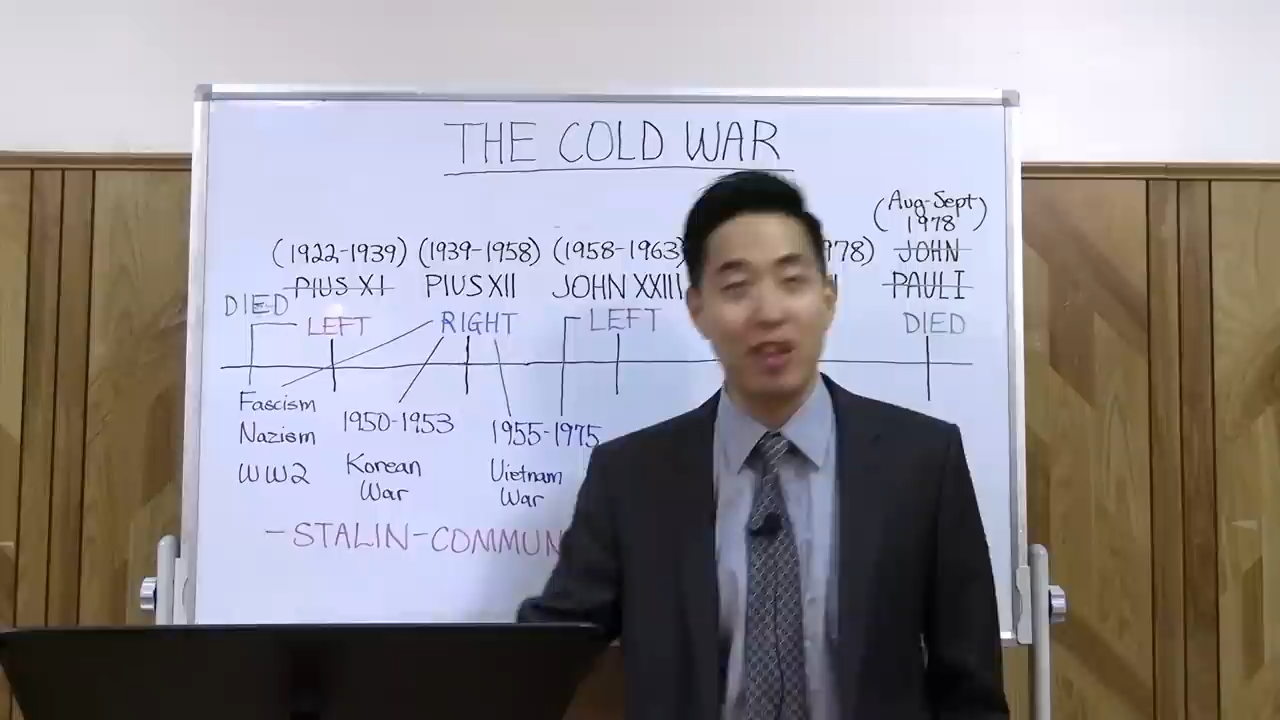 THE COLD WAR
(Aug-Sept)
1978
(1922-1939) (1939-1958) (1958-1963) 978) JOHN
PIUS XI PIUS XII JOHN XXIII PAUL I
DIED LEFT RIGHT LEFT DIED
Fascism
Nazism
WW2
1950-1953
Korean
War
1955-1975
Vietnam
War
-STALIN-COMMUN